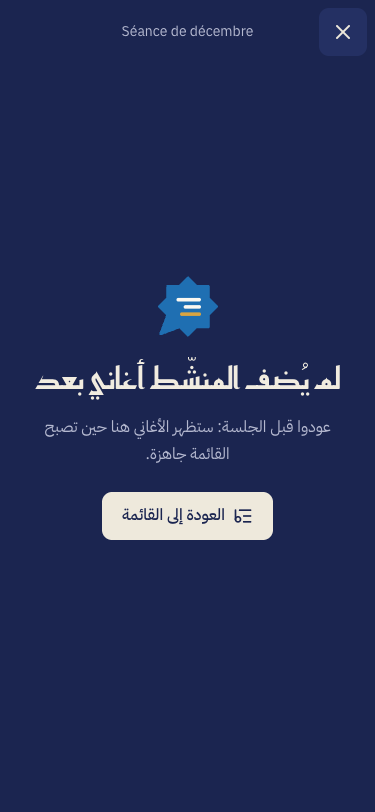 Séance de décembre
لم يُضف المنشّط أغاني بعد
عودوا قبل الجلسة: ستظهر الأغاني هنا حين تصبح
القائمة جاهزة.
العودة إلى القائمة